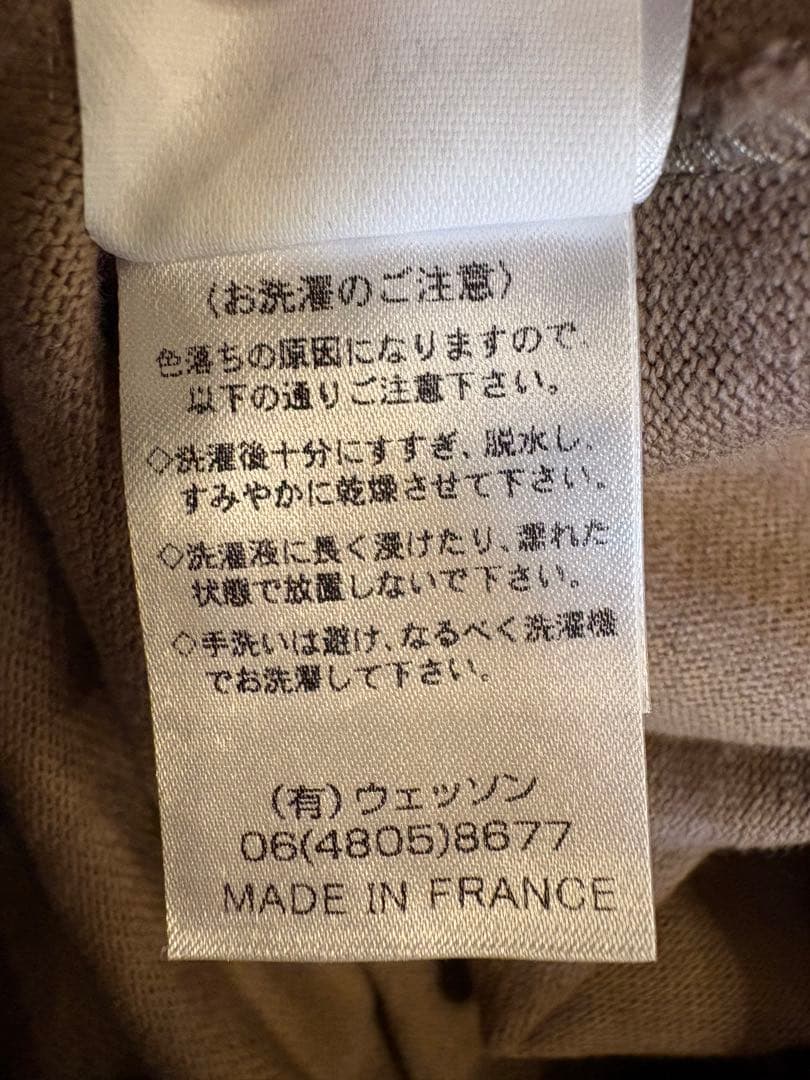 〈お洗濯のご注意〉
色落ちの原因になりますので、
以下の通りご注意下さい。
◇洗濯後十分にすすぎ、脱水し、
すみやかに乾燥させて下さい。
◇洗濯液に長く浸けたり、濡れた
状態で放置しないで下さい。
◇手洗いは避け、なるべく洗濯機
でお洗濯して下さい。
(有)ウェッソン
06(4805)8677
MADE IN FRANCE